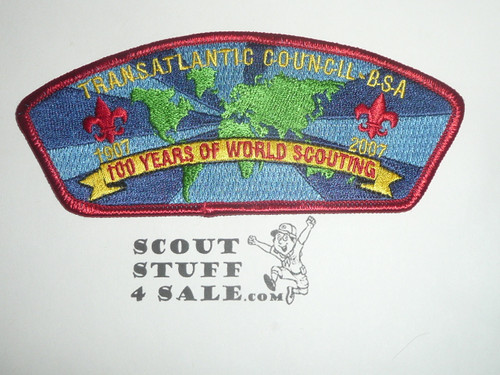 TRANSATLANTIC COUNCIL-BSA
1907 2007
100 YEARS OF WORLD SCOUTING
SCOUT
STUFF
4 SALE.COM